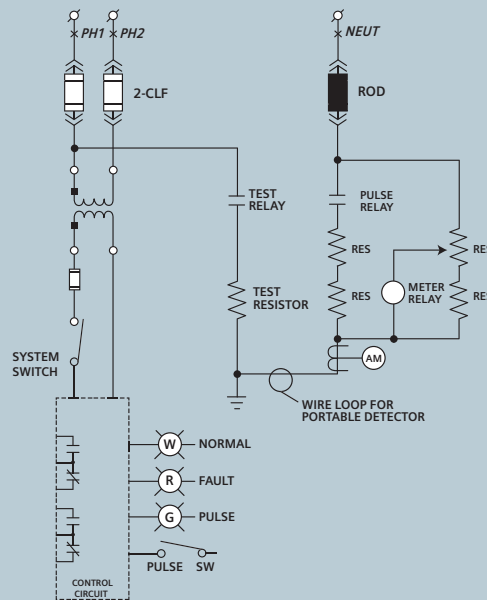 PH1 PH2 NEUT
2-CLF
ROD
TEST
RELAY
PULSE
RELAY
RES
RES
TEST
RESISTOR
RES
METER
RELAY
RES
SYSTEM
SWITCH
AM
WIRE LOOP FOR
PORTABLE DETECTOR
W NORMAL
R FAULT
G PULSE
PULSE SW
CONTROL
CIRCUIT